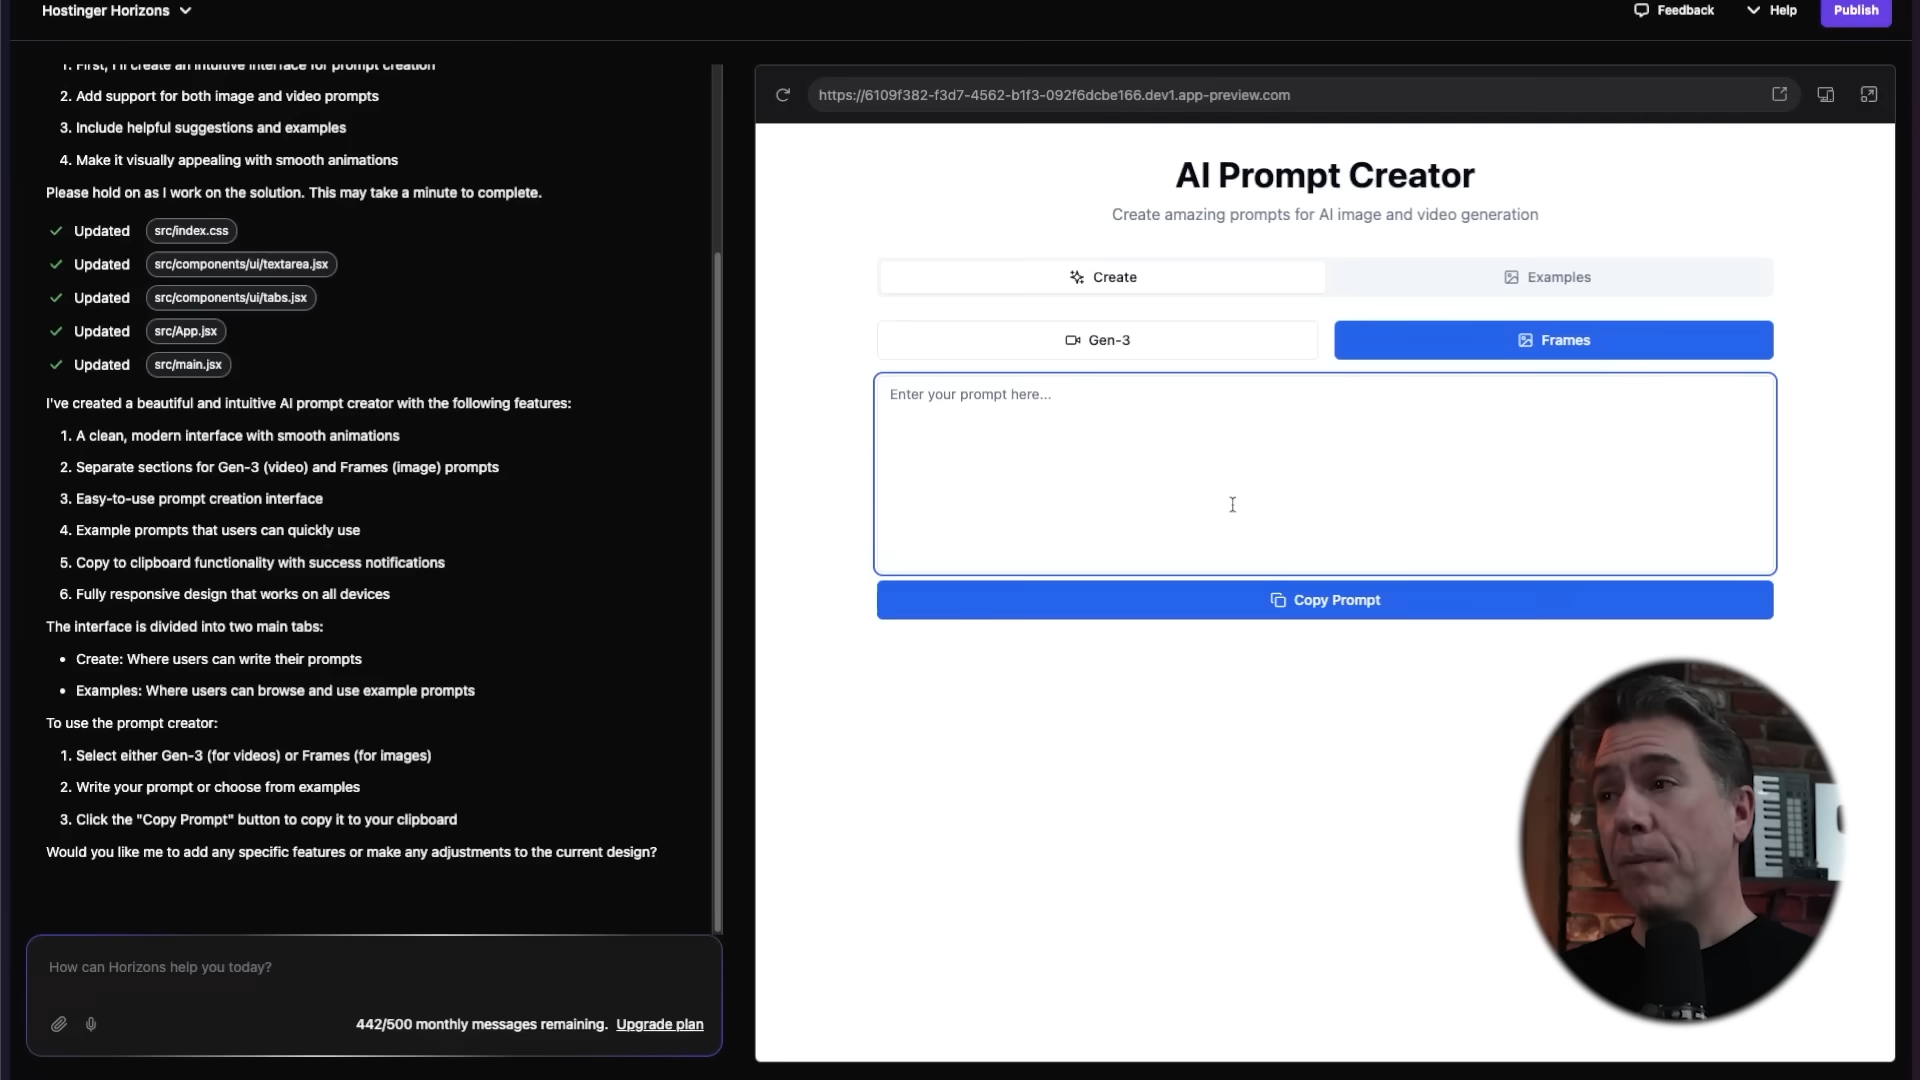 Hostinger Horizons
Feedback
Help
Publish
1. First, I'll create an intuitive interface for prompt creation
2. Add support for both image and video prompts
3. Include helpful suggestions and examples
4. Make it visually appealing with smooth animations
Please hold on as I work on the solution. This may take a minute to complete.
Updated src/index.css
Updated src/components/ui/textarea.jsx
Updated src/components/ui/tabs.jsx
Updated src/App.jsx
Updated src/main.jsx
I've created a beautiful and intuitive AI prompt creator with the following features:
1. A clean, modern interface with smooth animations
2. Separate sections for Gen-3 (video) and Frames (image) prompts
3. Easy-to-use prompt creation interface
4. Example prompts that users can quickly use
5. Copy to clipboard functionality with success notifications
6. Fully responsive design that works on all devices
The interface is divided into two main tabs:
• Create: Where users can write their prompts
• Examples: Where users can browse and use example prompts
To use the prompt creator:
1. Select either Gen-3 (for videos) or Frames (for images)
2. Write your prompt or choose from examples
3. Click the "Copy Prompt" button to copy it to your clipboard
Would you like me to add any specific features or make any adjustments to the current design?
How can Horizons help you today?
442/500 monthly messages remaining. Upgrade plan
https://6109f382-f3d7-4562-b1f3-092f6dcbe166.dev1.app-preview.com
AI Prompt Creator
Create amazing prompts for AI image and video generation
Create
Examples
Gen-3
Frames
Enter your prompt here...
Copy Prompt